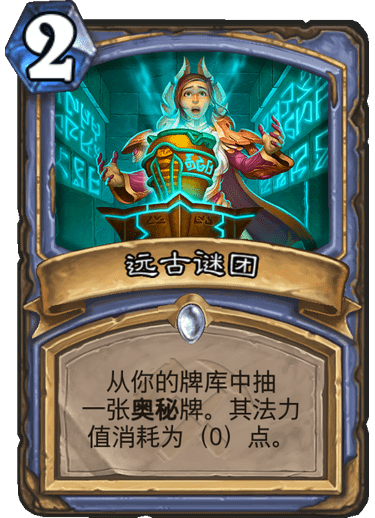 2
远古谜团
从你的牌库中抽
一张奥秘牌。其法力
值消耗为（0）点。